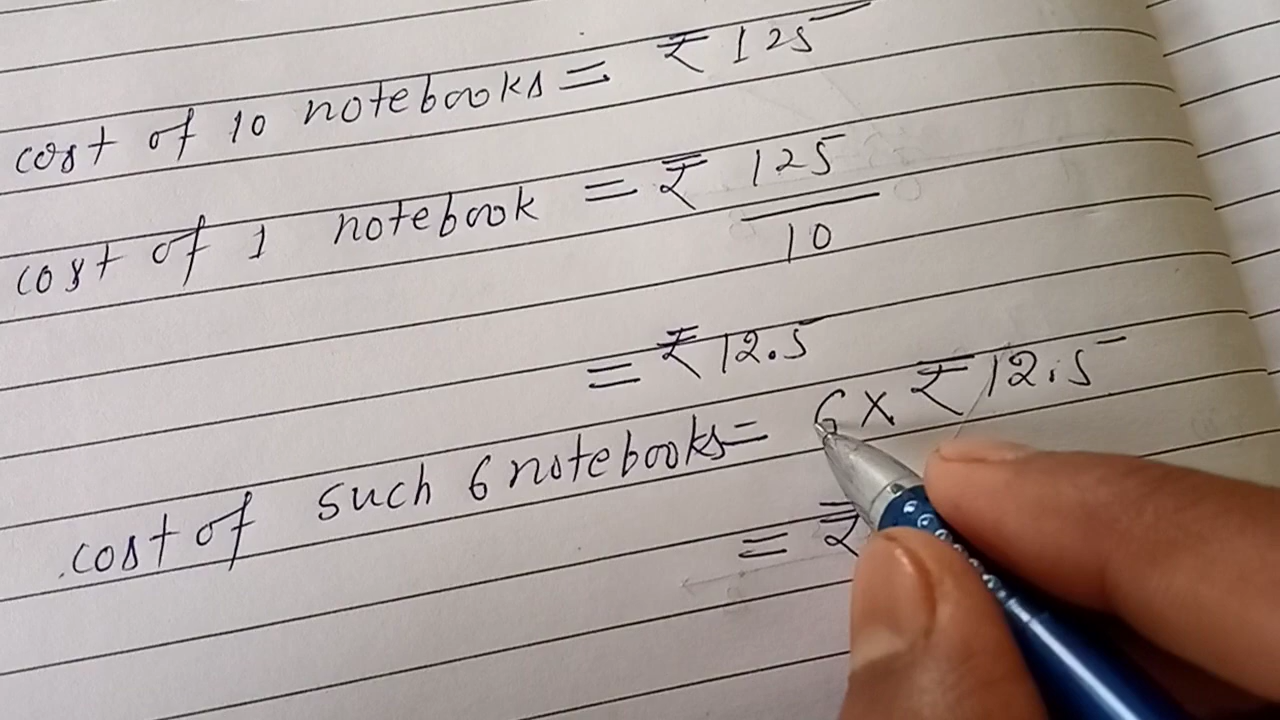 cost of 10 notebooks = ₹ 125
cost of 1 notebook = ₹ 125
10
= ₹ 12.5
cost of such 6 notebooks = 6 x ₹ 12.5
= ₹